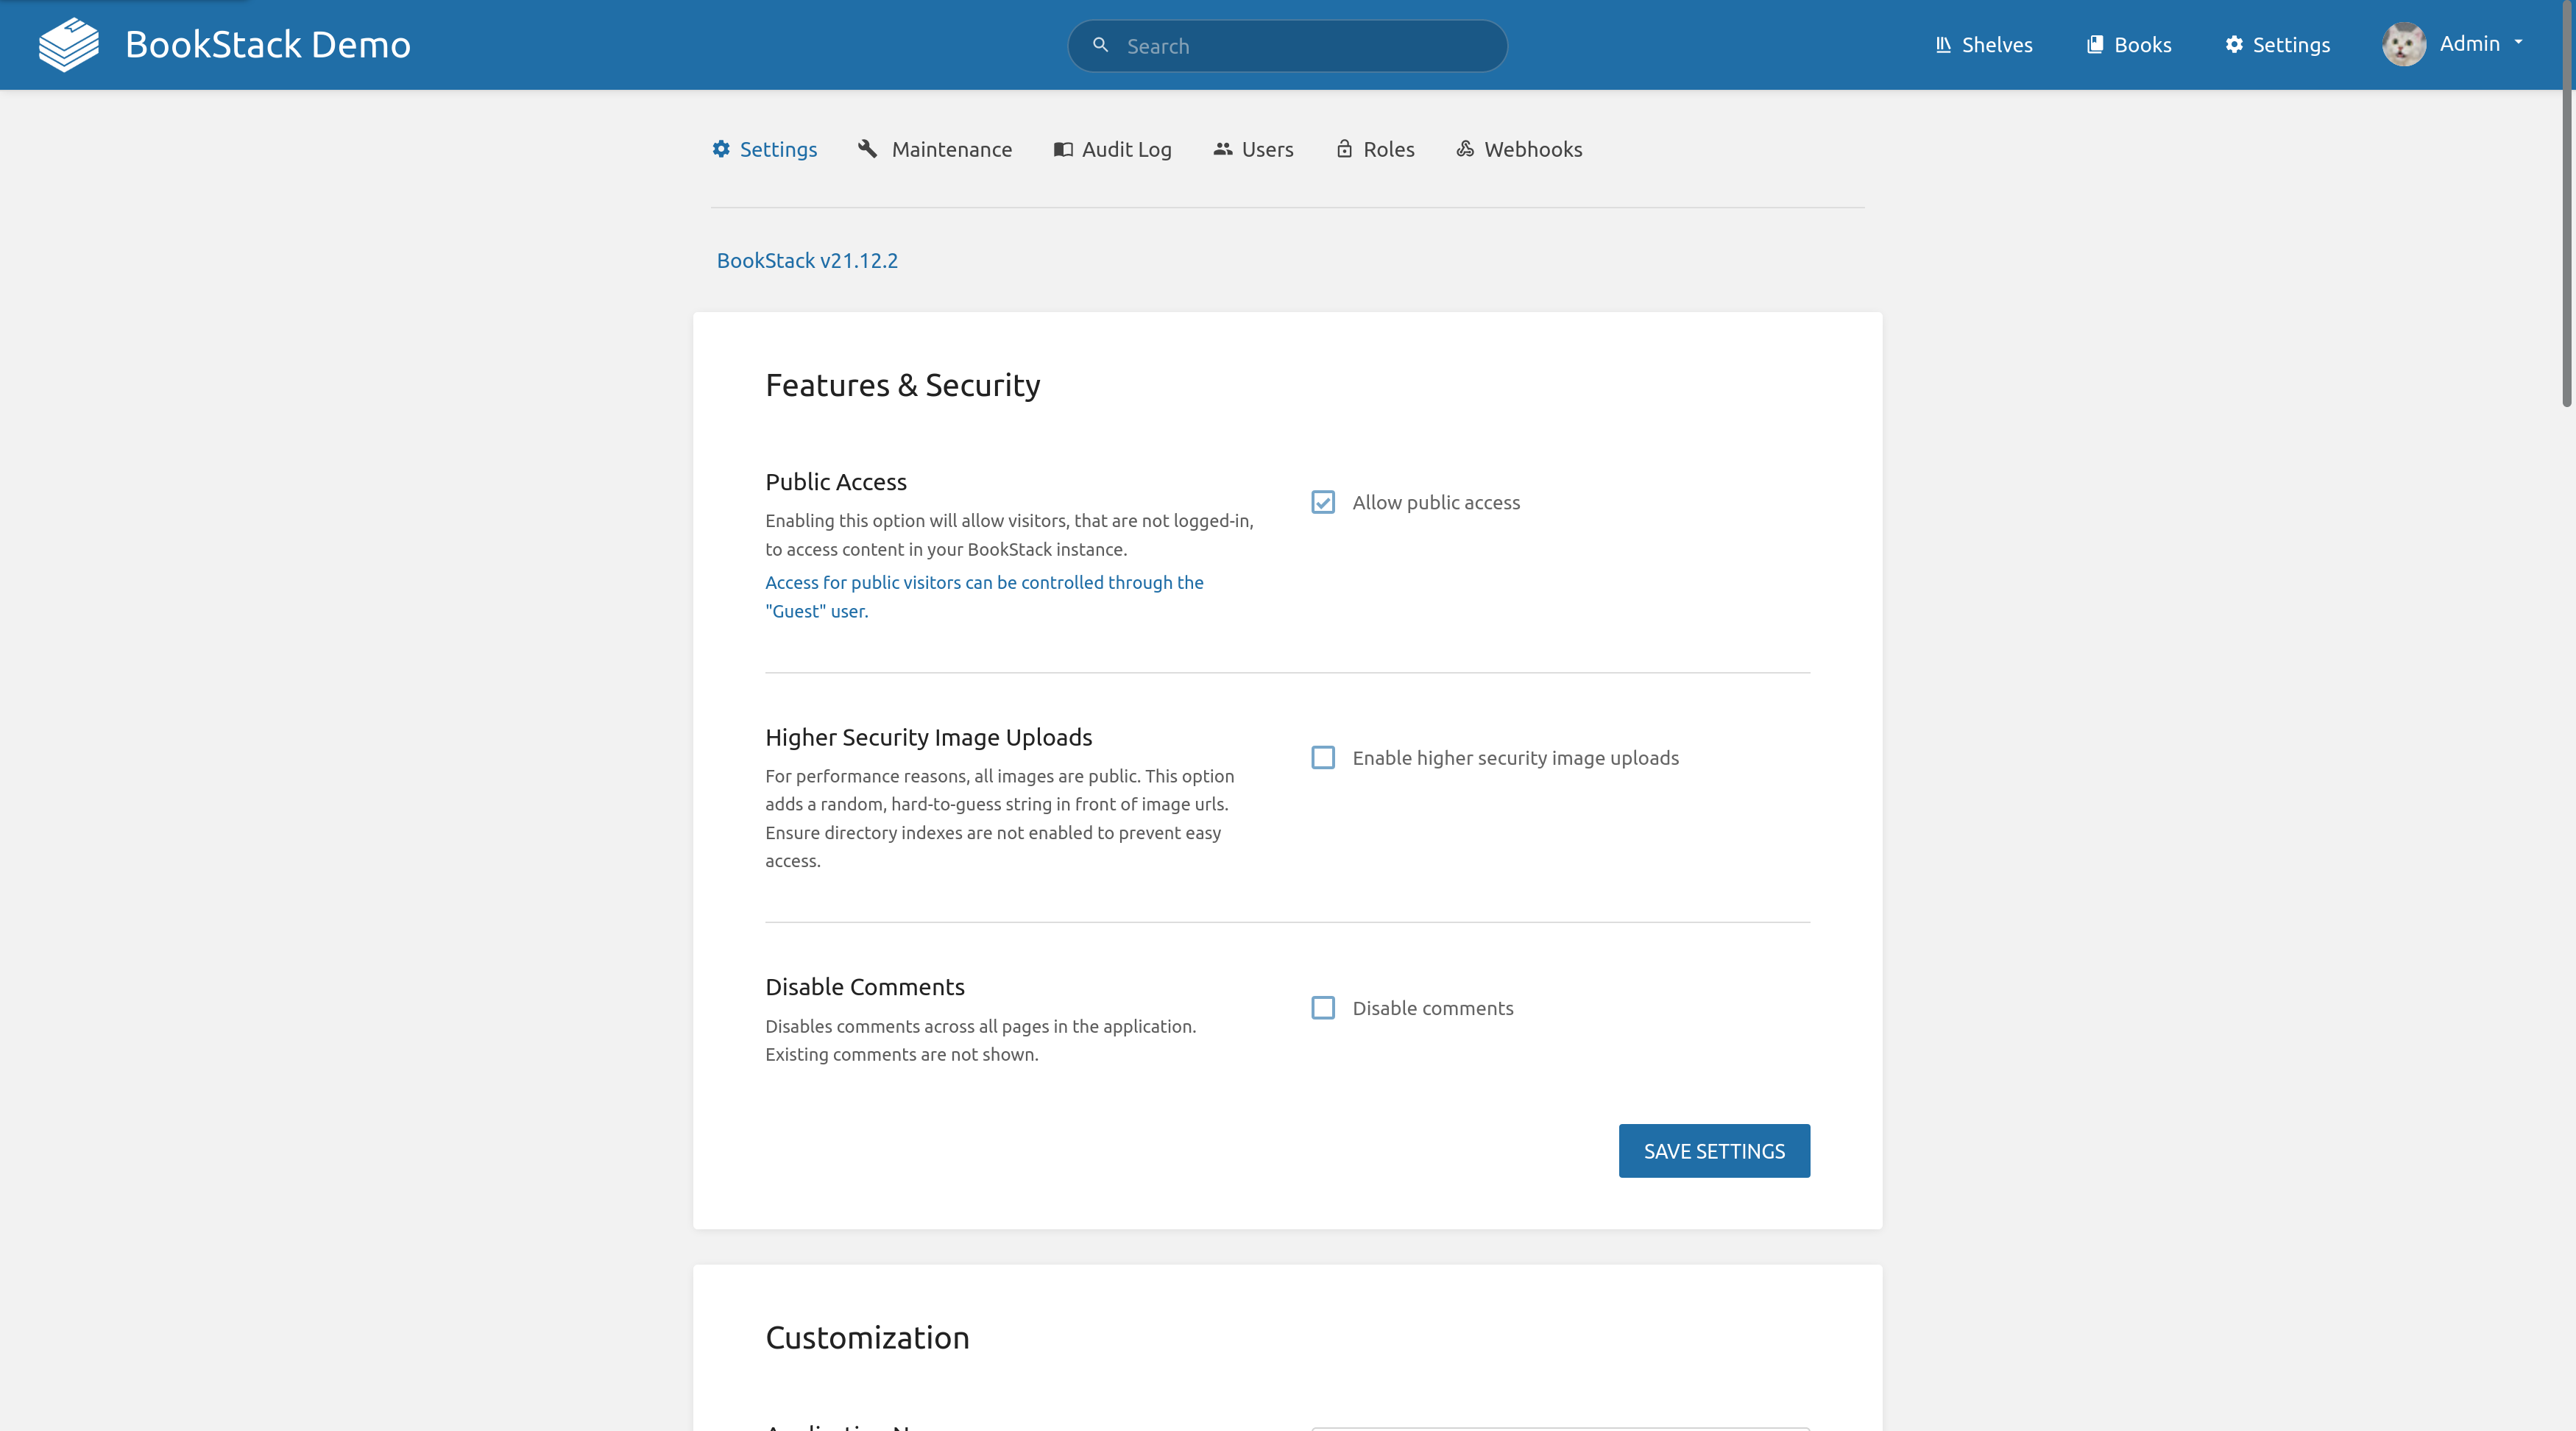 BookStack Demo
Search
Shelves
Books
Settings
Admin
Settings
Maintenance
Audit Log
Users
Roles
Webhooks
BookStack v21.12.2
Features & Security
Public Access
Enabling this option will allow visitors, that are not logged-in,
to access content in your BookStack instance.
Access for public visitors can be controlled through the
"Guest" user.
Allow public access
Higher Security Image Uploads
For performance reasons, all images are public. This option
adds a random, hard-to-guess string in front of image urls.
Ensure directory indexes are not enabled to prevent easy
access.
Enable higher security image uploads
Disable Comments
Disables comments across all pages in the application.
Existing comments are not shown.
Disable comments
SAVE SETTINGS
Customization